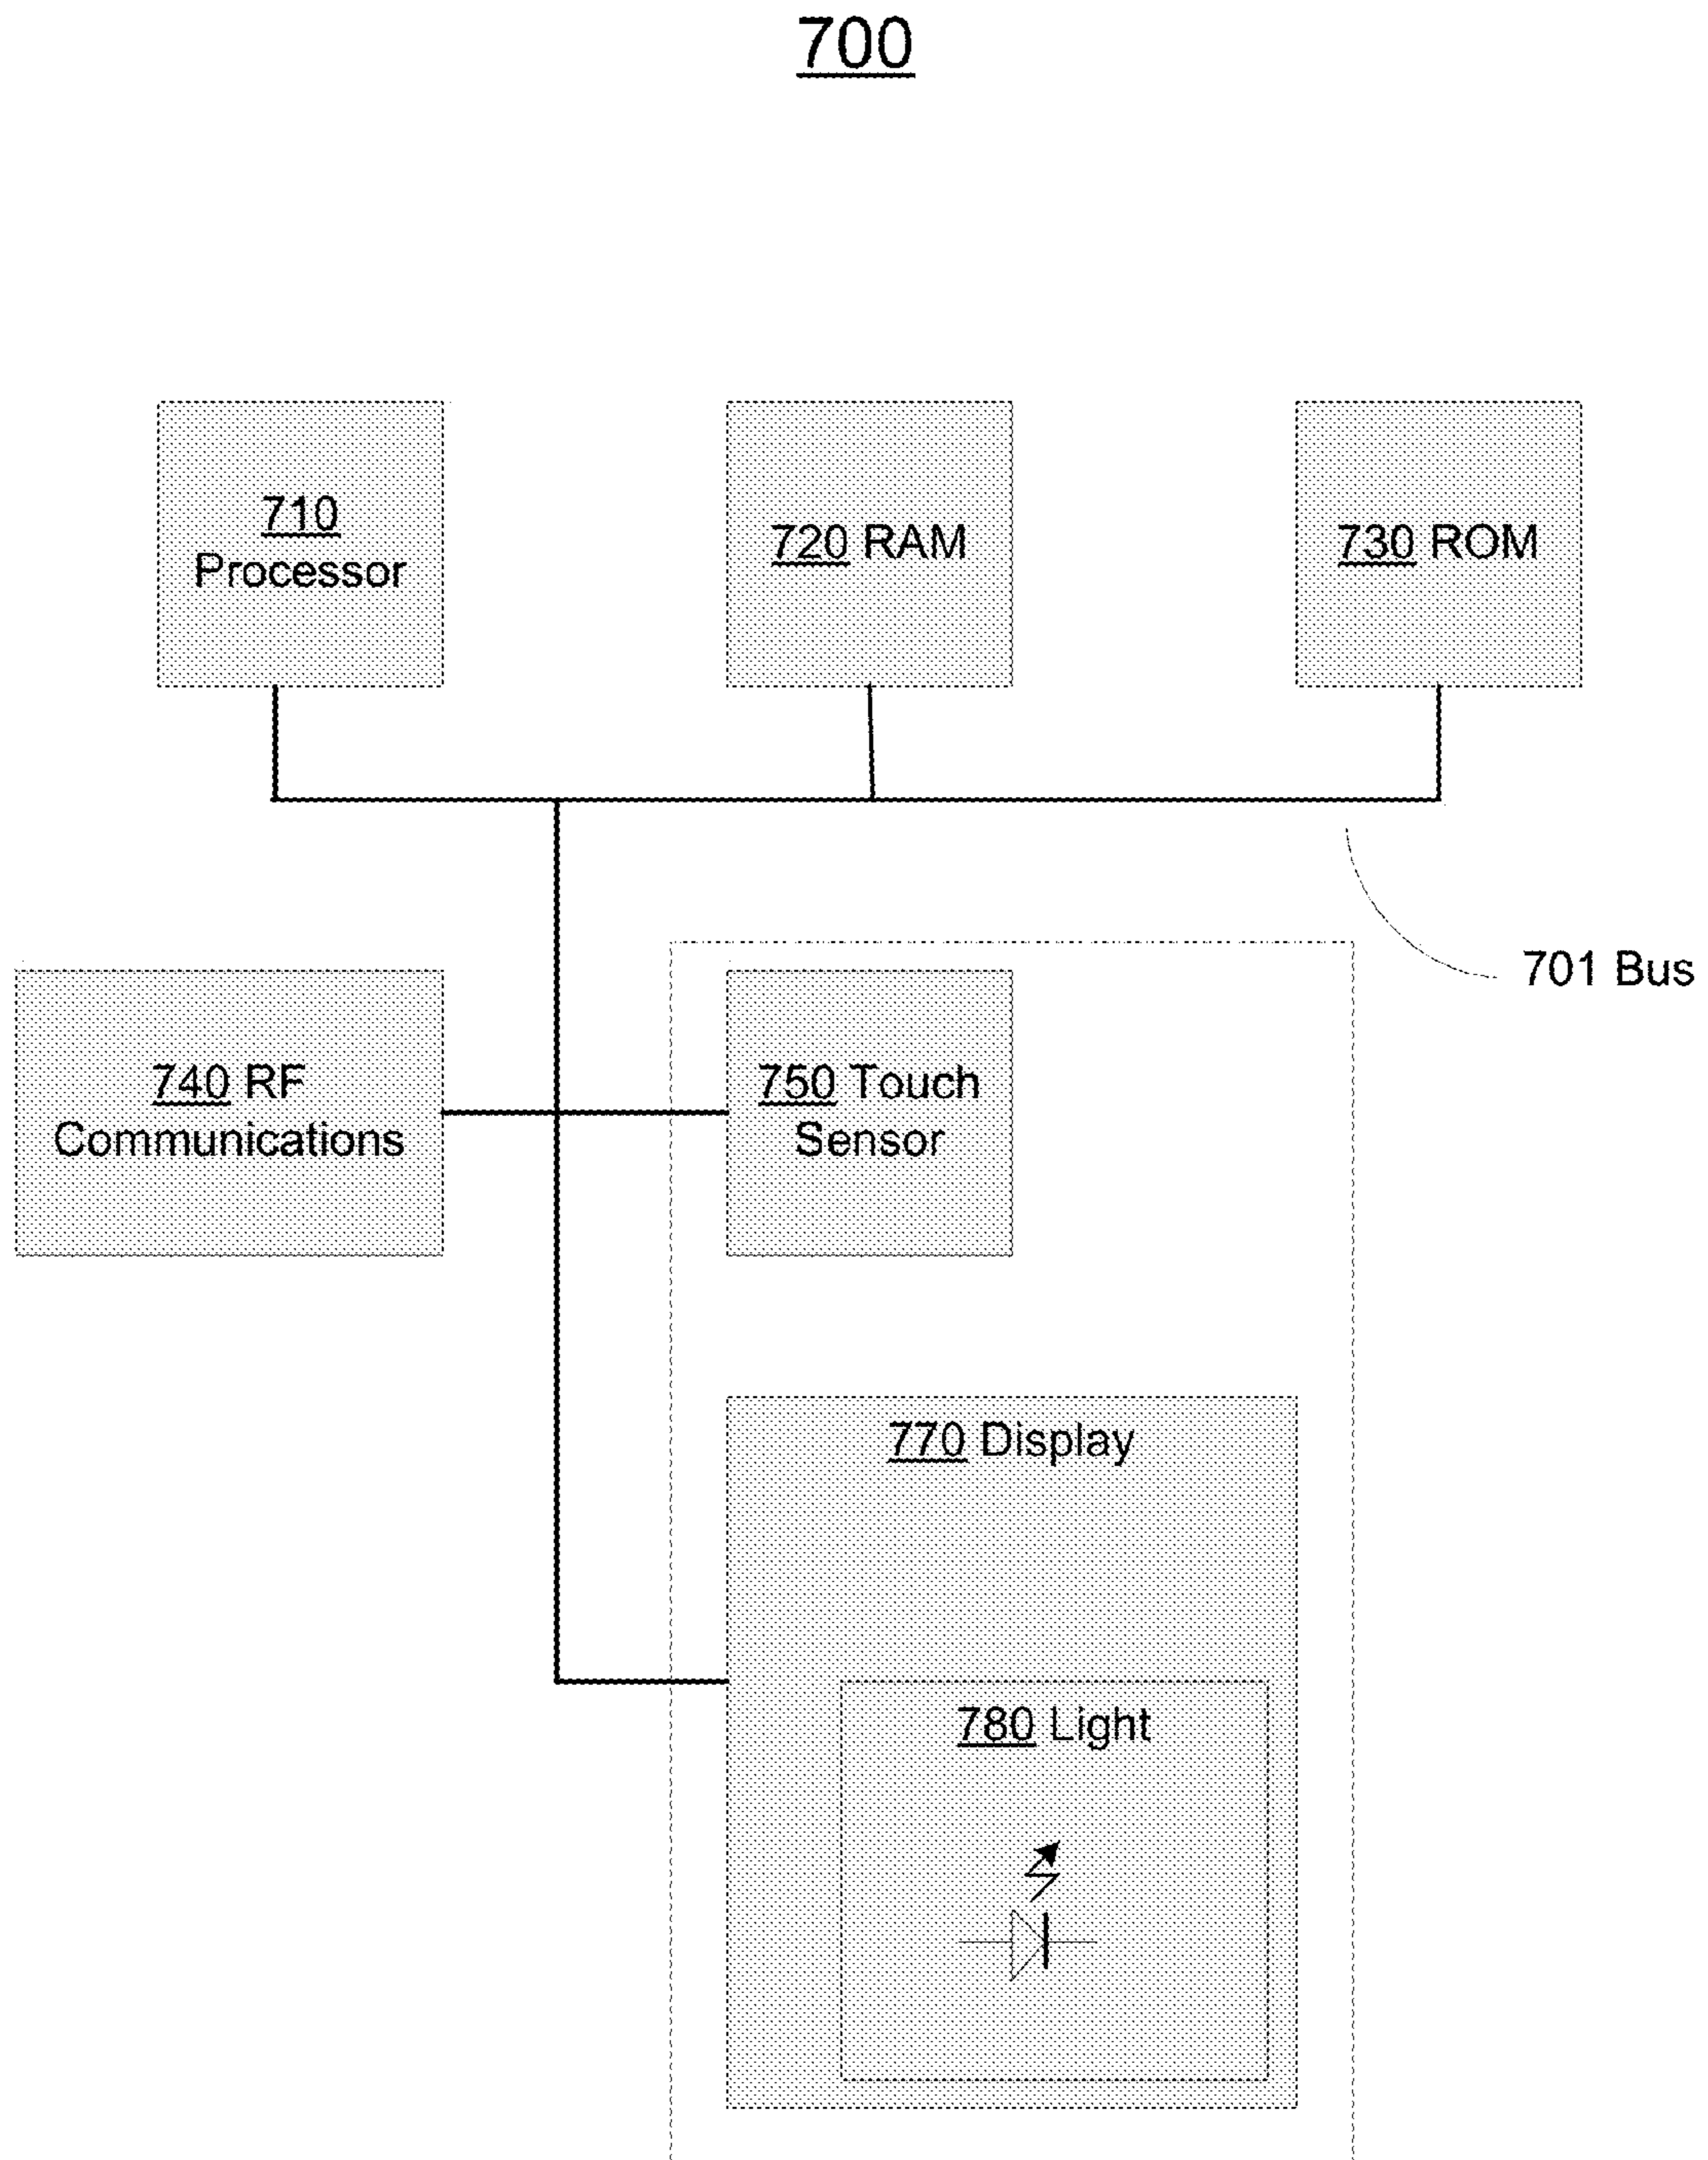 700
710
Processor
720 RAM
730 ROM
701 Bus
740 RF
Communications
750 Touch
Sensor
770 Display
780 Light